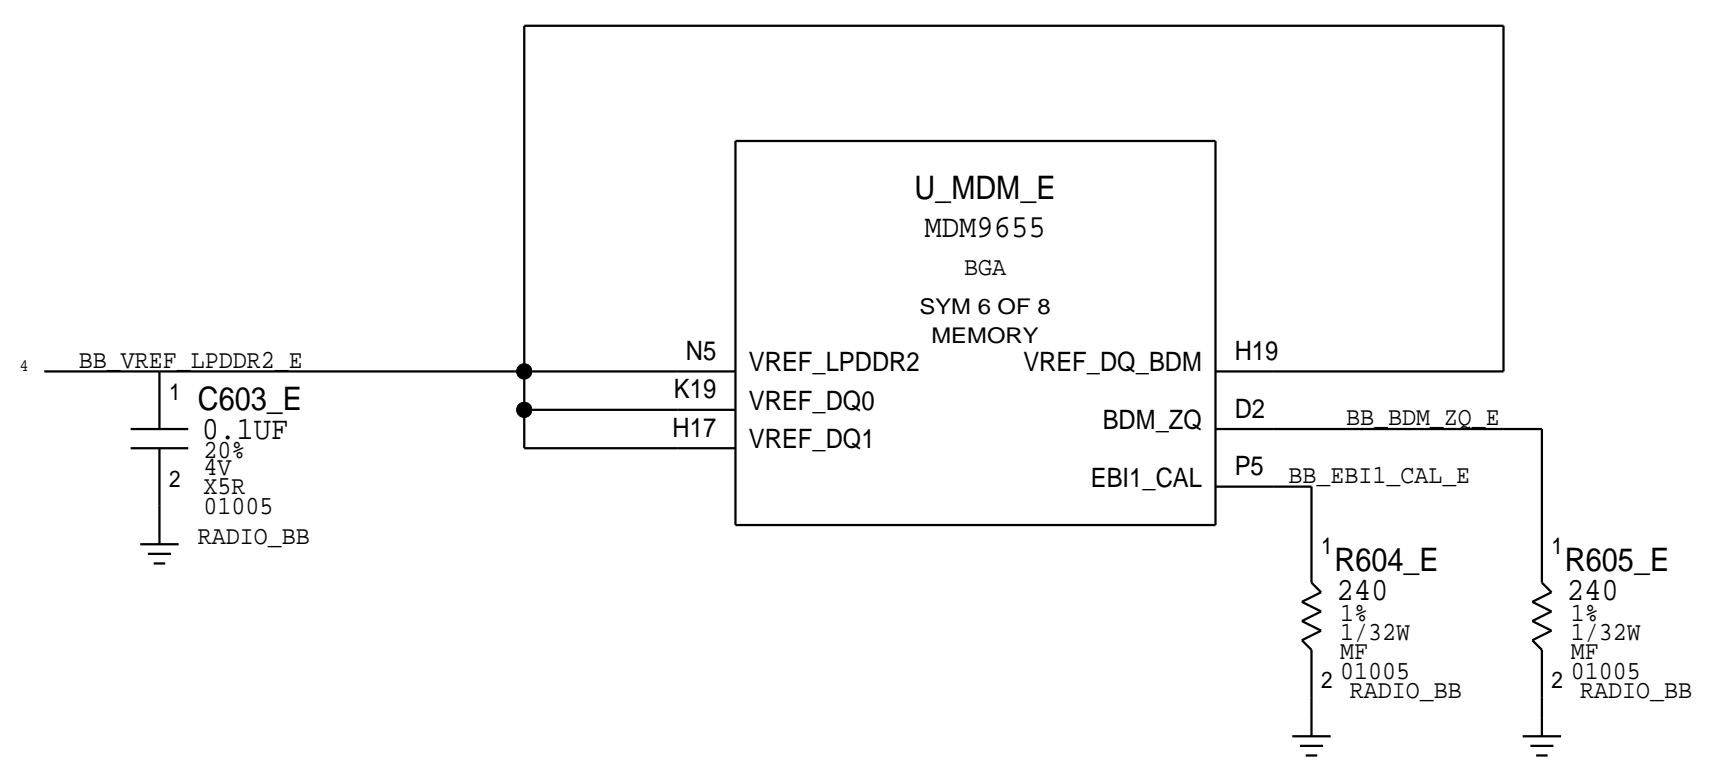 U_MDM_E
MDM9655
BGA
SYM 6 OF 8
MEMORY
4 BB_VREF_LPDDR2_E
N5 VREF_LPDDR2
K19 VREF_DQ0
H17 VREF_DQ1
VREF_DQ_BDM H19
BDM_ZQ D2 BB_BDM_ZQ_E
EBI1_CAL P5 BB_EBI1_CAL_E
1 C603_E
0.1UF
20%
4V
2 X5R
01005
RADIO_BB
1 R604_E
240
1%
1/32W
MF
2 01005
RADIO_BB
1 R605_E
240
1%
1/32W
MF
2 01005
RADIO_BB